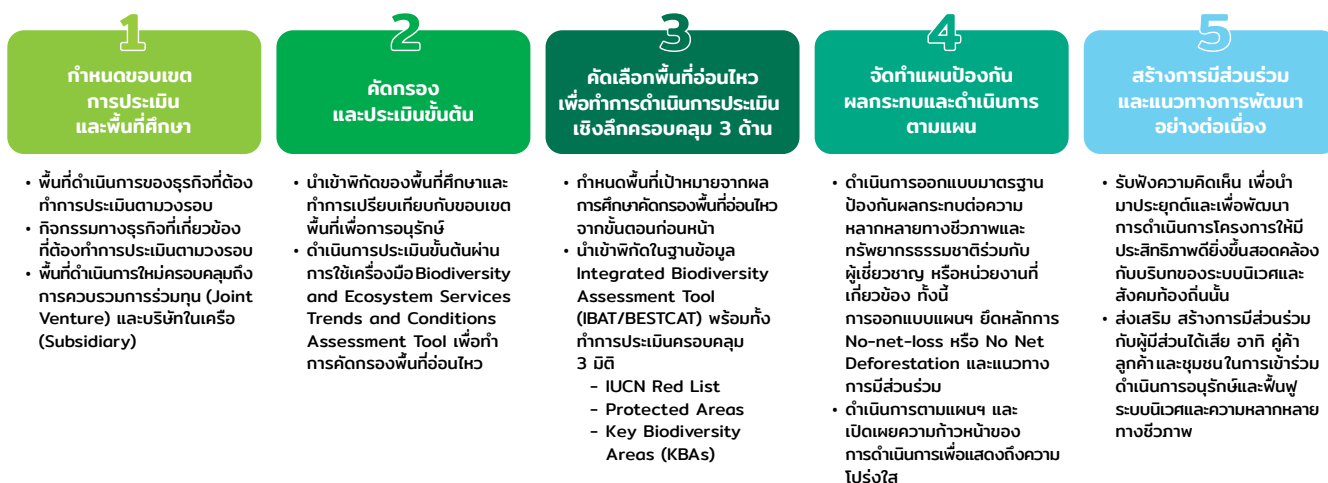 1
กำหนดขอบเขต
การประเมิน
และพื้นที่ศึกษา
• พื้นที่ดำเนินการของธุรกิจที่ต้อง
ทำการประเมินตามวงรอบ
• กิจกรรมทางธุรกิจที่เกี่ยวข้อง
ที่ต้องทำการประเมินตามวงรอบ
• พื้นที่ดำเนินการใหม่ครอบคลุมถึง
การควบรวมการร่วมทุน (Joint
Venture) และบริษัทในเครือ
(Subsidiary)
2
คัดกรอง
และประเมินขั้นต้น
• นำเข้าพิกัดของพื้นที่ศึกษาและ
ทำการเปรียบเทียบกับขอบเขต
พื้นที่เพื่อการอนุรักษ์
• ดำเนินการประเมินขั้นต้นผ่าน
การใช้เครื่องมือ Biodiversity
and Ecosystem Services
Trends and Conditions
Assessment Tool เพื่อทำ
การคัดกรองพื้นที่อ่อนไหว
3
คัดเลือกพื้นที่อ่อนไหว
เพื่อทำการดำเนินการประเมิน
เชิงลึกครอบคลุม 3 ด้าน
• กำหนดพื้นที่เป้าหมายจากผล
การศึกษาคัดกรองพื้นที่อ่อนไหว
จากขั้นตอนก่อนหน้า
• นำเข้าพิกัดในฐานข้อมูล
Integrated Biodiversity
Assessment Tool
(IBAT/BESTCAT) พร้อมทั้ง
ทำการประเมินครอบคลุม
3 มิติ
– IUCN Red List
– Protected Areas
– Key Biodiversity
Areas (KBAs)
4
จัดทำแผนป้องกัน
ผลกระทบและดำเนินการ
ตามแผน
• ดำเนินการออกแบบมาตรฐาน
ป้องกันผลกระทบต่อความ
หลากหลายทางชีวภาพและ
ทรัพยากรธรรมชาติร่วมกับ
ผู้เชี่ยวชาญ หรือหน่วยงานที่
เกี่ยวข้อง ทั้งนี้
การออกแบบแผนฯ ยึดหลักการ
No-net-loss หรือ No Net
Deforestation และแนวทาง
การมีส่วนร่วม
• ดำเนินการตามแผนฯ และ
เปิดเผยความก้าวหน้าของ
การดำเนินการเพื่อแสดงถึงความ
โปร่งใส
5
สร้างการมีส่วนร่วม
และแนวทางการพัฒนา
อย่างต่อเนื่อง
• รับฟังความคิดเห็น เพื่อนำ
มาประยุกต์และเพื่อพัฒนา
การดำเนินการโครงการให้มี
ประสิทธิภาพดียิ่งขึ้นสอดคล้อง
กับบริบทของระบบนิเวศและ
สังคมท้องถิ่นนั้น
• ส่งเสริม สร้างการมีส่วนร่วม
กับผู้มีส่วนได้เสีย อาทิ คู่ค้า
ลูกค้าและชุมชนในการเข้าร่วม
ดำเนินการอนุรักษ์และฟื้นฟู
ระบบนิเวศและความหลากหลาย
ทางชีวภาพ